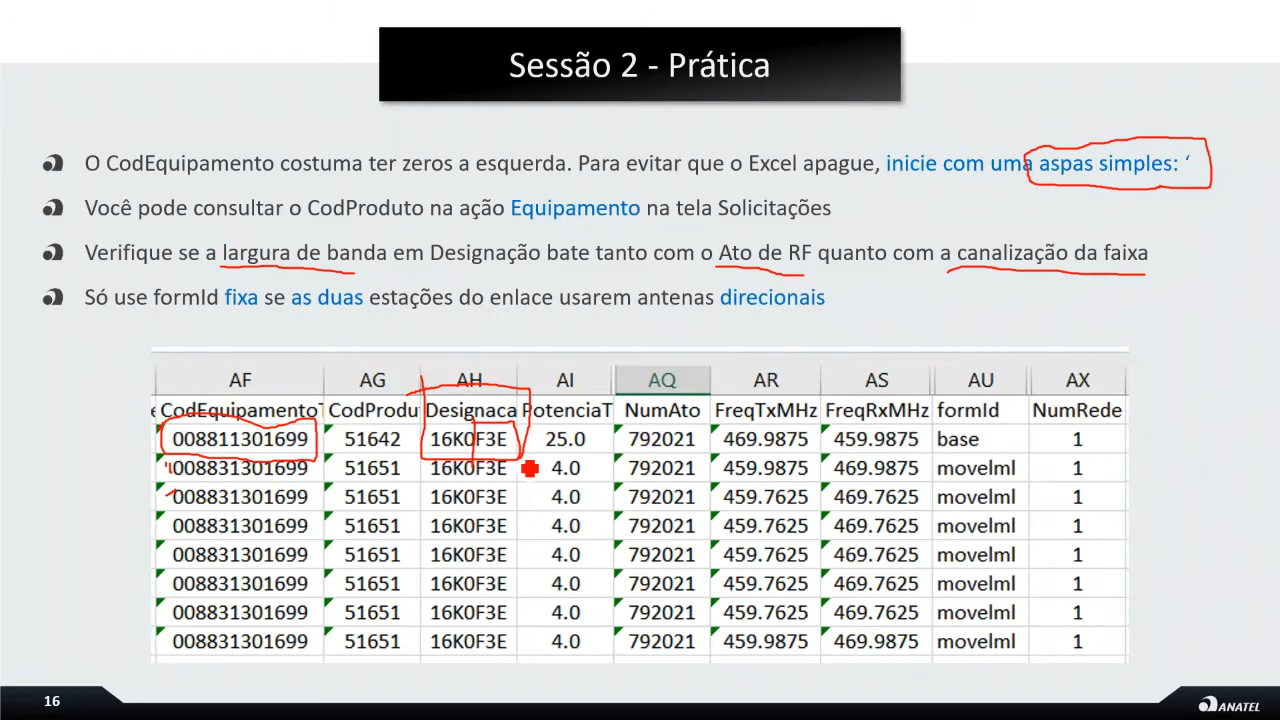 Sessão 2 - Prática
O CodEquipamento costuma ter zeros a esquerda. Para evitar que o Excel apague, inicie com uma aspas simples: ‘
Você pode consultar o CodProduto na ação Equipamento na tela Solicitações
Verifique se a largura de banda em Designação bate tanto com o Ato de RF quanto com a canalização da faixa
Só use formId fixa se as duas estações do enlace usarem antenas direcionais
AF AG AH AI AQ AR AS AU AX
CodEquipamentoT CodProdut Designaca PotenciaT NumAto FreqTxMHz FreqRxMHz formId NumRede
008811301699 51642 16K0F3E 25.0 792021 469.9875 459.9875 base 1
008831301699 51651 16K0F3E 4.0 792021 459.9875 469.9875 movelml 1
008831301699 51651 16K0F3E 4.0 792021 459.7625 469.7625 movelml 1
008831301699 51651 16K0F3E 4.0 792021 459.7625 469.7625 movelml 1
008831301699 51651 16K0F3E 4.0 792021 459.7625 469.7625 movelml 1
008831301699 51651 16K0F3E 4.0 792021 459.7625 469.7625 movelml 1
008831301699 51651 16K0F3E 4.0 792021 459.7625 469.7625 movelml 1
008831301699 51651 16K0F3E 4.0 792021 459.9875 469.9875 movelml 1
16
ANATEL